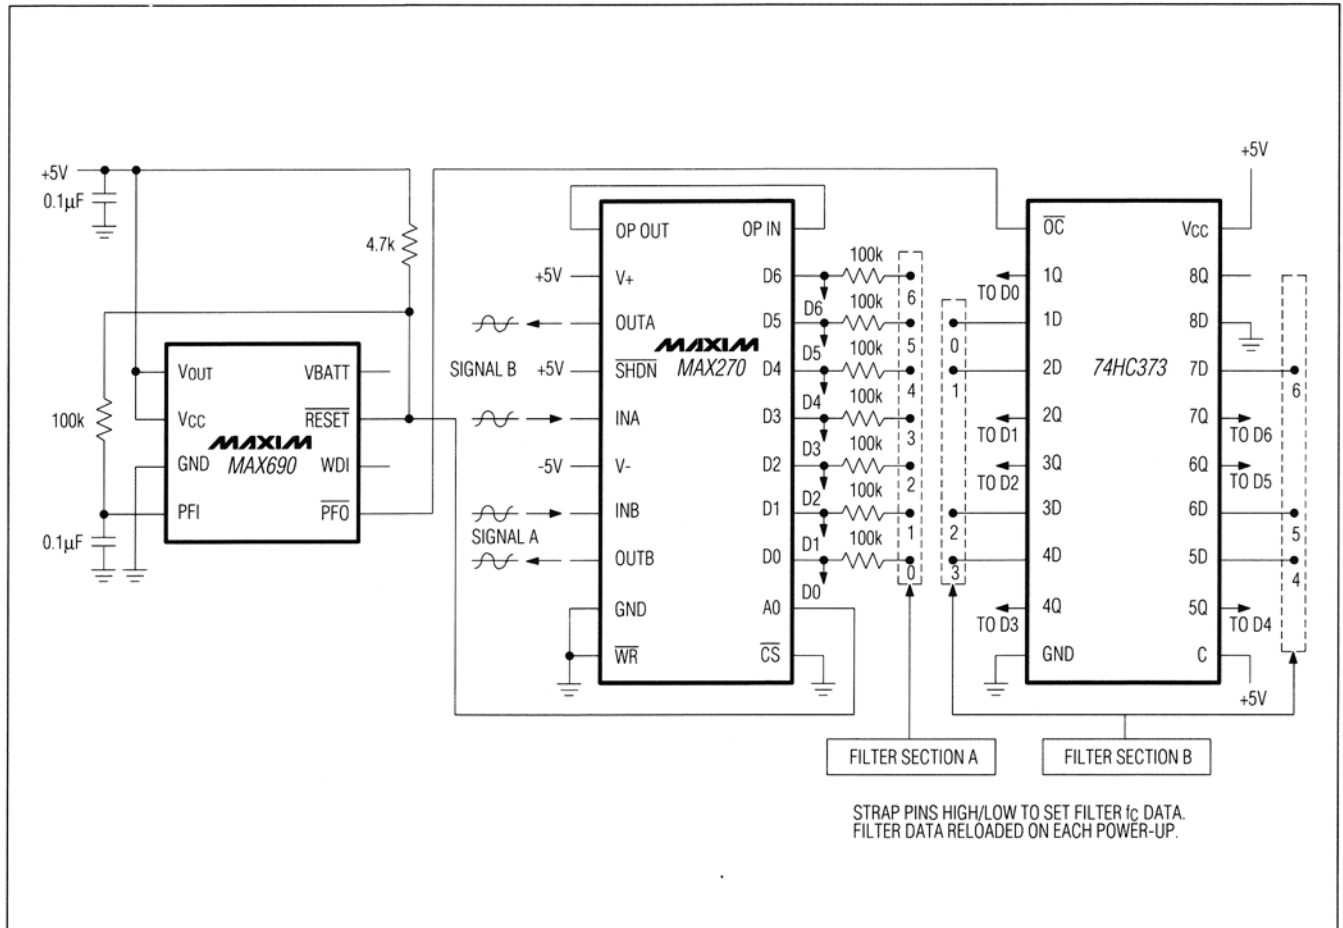 +5V
0.1µF
4.7k
100k
0.1µF
VOUT
VCC
GND
PFI
VBATT
RESET
WDI
PFO
MAXIM
MAX690
+5V
SIGNAL B
+5V
-5V
SIGNAL A
OP OUT
V+
OUTA
SHDN
INA
V-
INB
OUTB
GND
WR
OP IN
D6
D5
D4
D3
D2
D1
D0
A0
CS
MAXIM
MAX270
D6
D5
D4
D3
D2
D1
D0
100k
100k
100k
100k
100k
100k
100k
6
5
4
3
2
1
0
0
1
2
3
TO D0
TO D1
TO D2
TO D3
OC
1Q
1D
2D
2Q
3Q
3D
4D
4Q
GND
74HC373
VCC
8Q
8D
7D
7Q
6Q
6D
5D
5Q
C
+5V
TO D6
TO D5
TO D4
+5V
6
5
4
FILTER SECTION A
FILTER SECTION B
STRAP PINS HIGH/LOW TO SET FILTER fC DATA.
FILTER DATA RELOADED ON EACH POWER-UP.